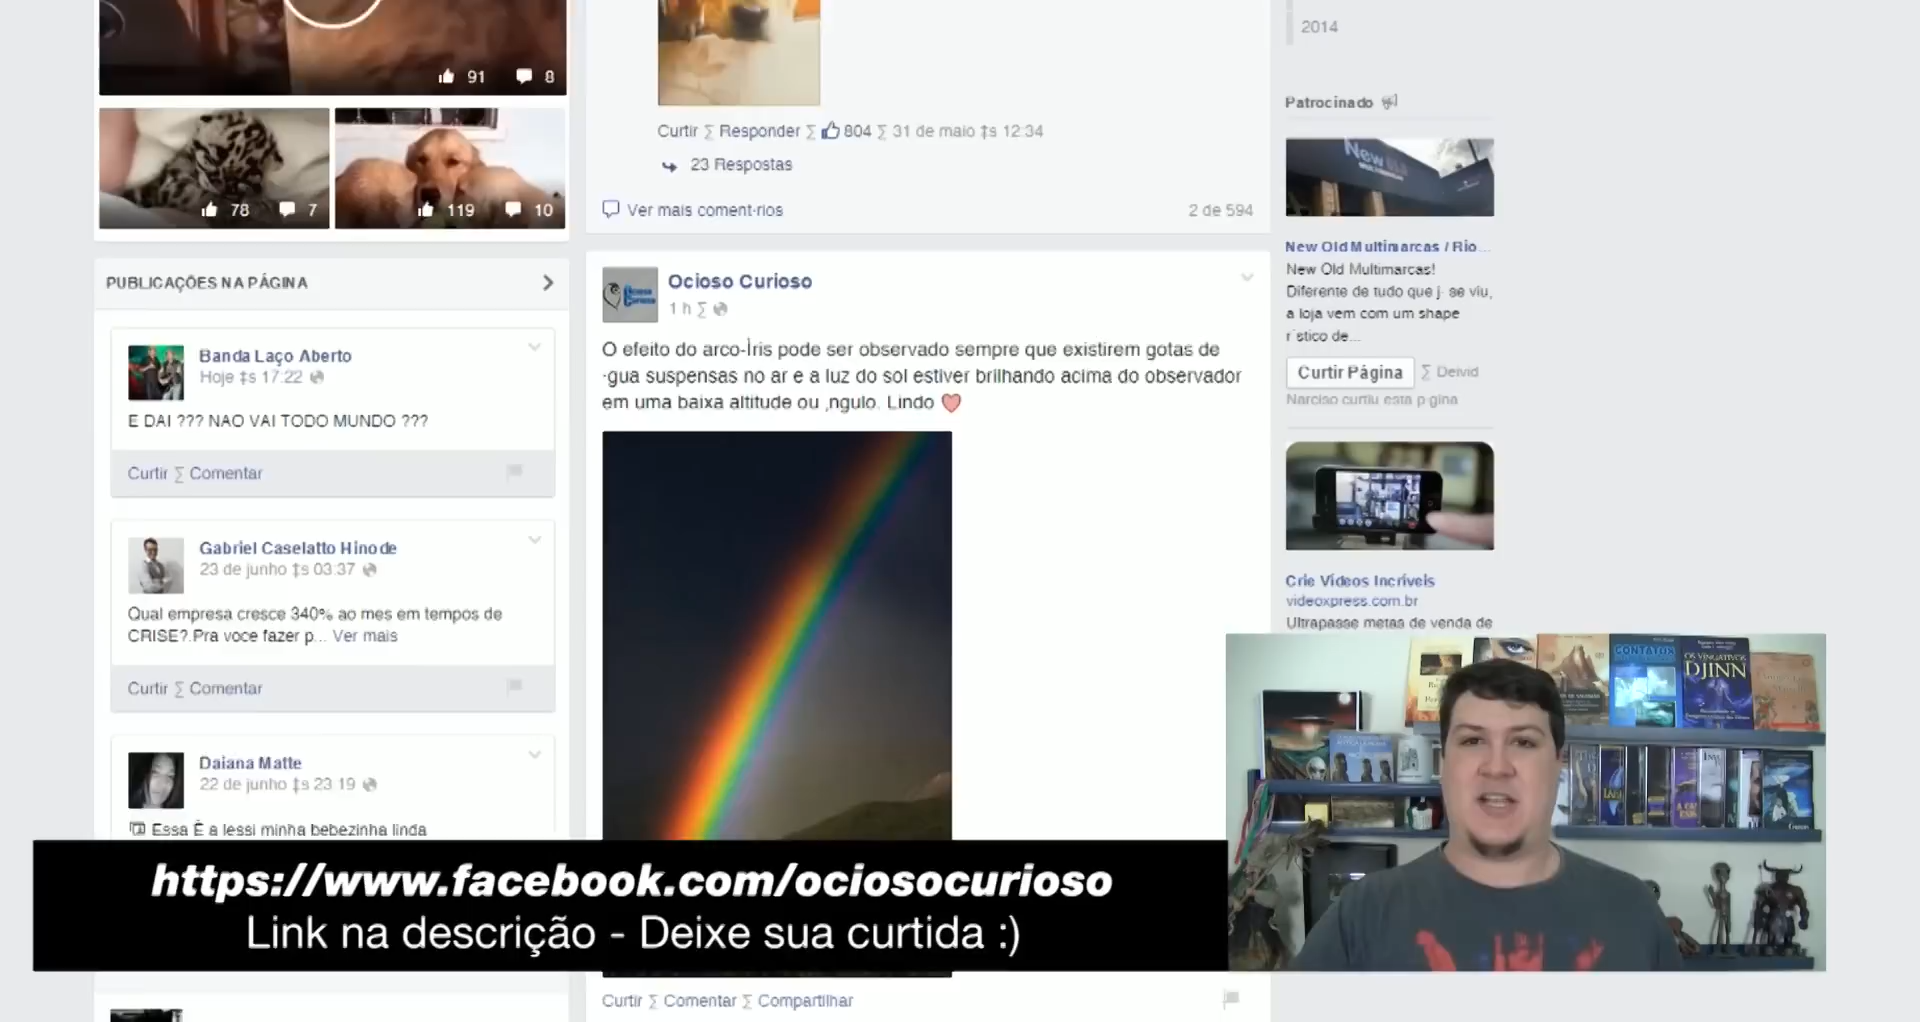 91 8
78 7
119 10
PUBLICAÇÕES NA PÁGINA
Banda Laço Aberto
Hoje ‡s 17:22
E DAI ??? NAO VAI TODO MUNDO ???
Curtir ∑ Comentar
Gabriel Caselatto Hinode
23 de junho ‡s 03:37
Qual empresa cresce 340% ao mes em tempos de
CRISE?.Pra voce fazer p... Ver mais
Curtir ∑ Comentar
Daiana Matte
22 de junho ‡s 23:19
Essa È a lessi minha bebezinha linda
Curtir ∑ Responder ∑ 804 ∑ 31 de maio ‡s 12:34
23 Respostas
Ver mais coment·rios
2 de 594
Ocioso Curioso
1 h ∑
O efeito do arco-Ìris pode ser observado sempre que existirem gotas de
·gua suspensas no ar e a luz do sol estiver brilhando acima do observador
em uma baixa altitude ou ‚ngulo. Lindo
Curtir ∑ Comentar ∑ Compartilhar
2014
Patrocinado
New Old
New Old Multimarcas / Rio...
New Old Multimarcas!
Diferente de tudo que j· se viu,
a loja vem com um shape
r˙stico de...
Curtir Página ∑ Deivid
Narciso curtiu esta p·gina
Crie Vídeos Incríveis
videoxpress.com.br
Ultrapasse metas de venda de
CONTATOS
OS VINGATIVOS
DJINN
https://www.facebook.com/ociosocurioso
Link na descrição - Deixe sua curtida :)